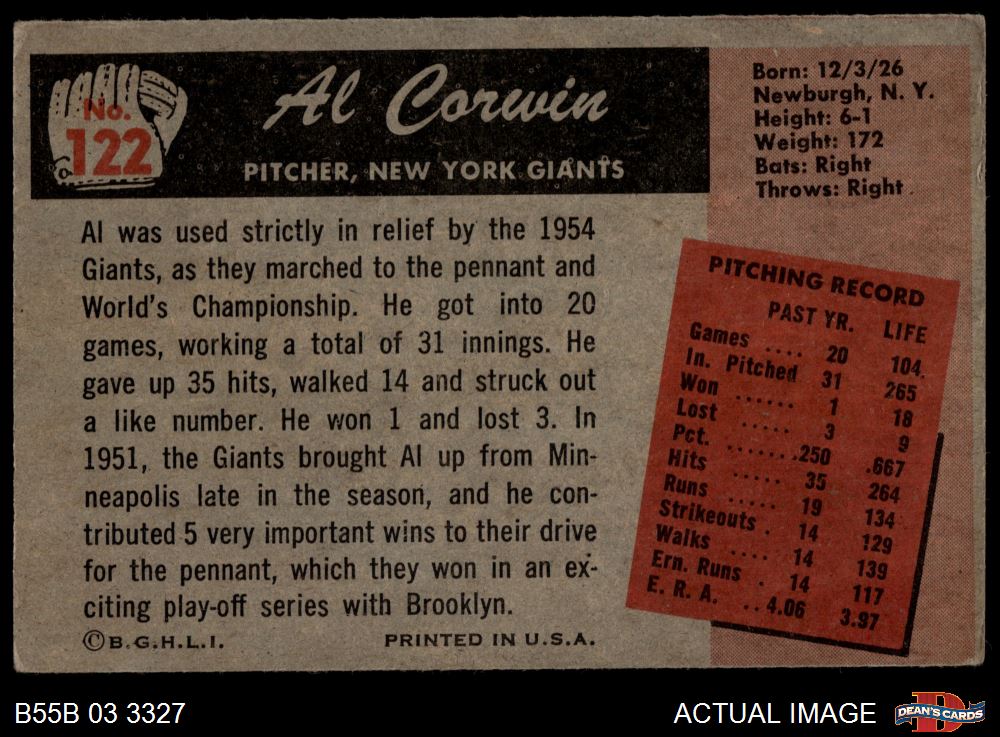 No.
122
Al Corwin
PITCHER, NEW YORK GIANTS
Born: 12/3/26
Newburgh, N. Y.
Height: 6-1
Weight: 172
Bats: Right
Throws: Right
Al was used strictly in relief by the 1954
Giants, as they marched to the pennant and
World's Championship. He got into 20
games, working a total of 31 innings. He
gave up 35 hits, walked 14 and struck out
a like number. He won 1 and lost 3. In
1951, the Giants brought Al up from Min-
neapolis late in the season, and he con-
tributed 5 very important wins to their drive
for the pennant, which they won in an ex-
citing play-off series with Brooklyn.
©B.G.H.L.I. PRINTED IN U.S.A.
PITCHING RECORD
PAST YR. LIFE
Games .... 20 104
In. Pitched 31 265
Won ...... 1 18
Lost ..... 3 9
Pct. .......250 .667
Hits ..... 35 264
Runs ..... 19 134
Strikeouts . 14 129
Walks .... 14 139
Ern. Runs . 14 117
E. R. A. .. 4.06 3.97
B55B 03 3327
ACTUAL IMAGE
DEAN'S CARDS